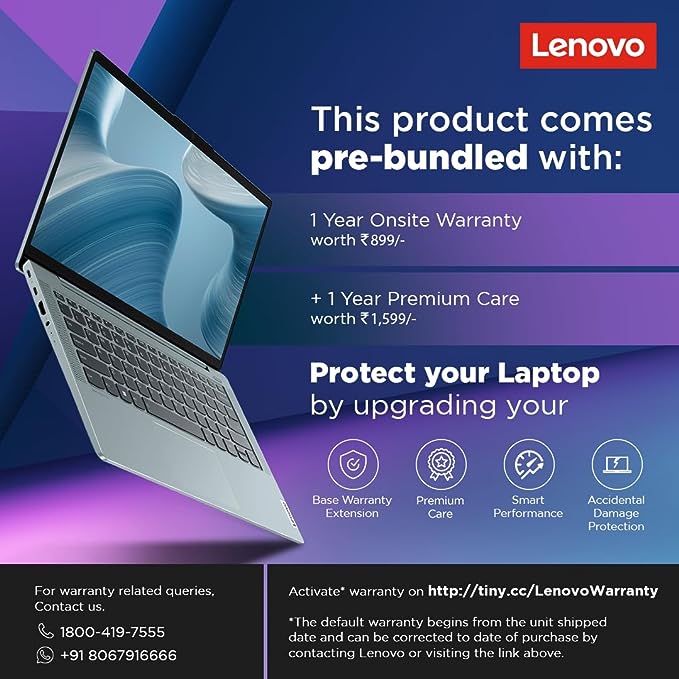 Lenovo
This product comes
pre-bundled with:
1 Year Onsite Warranty
worth ₹899/-
+ 1 Year Premium Care
worth ₹1,599/-
Protect your Laptop
by upgrading your
Base Warranty
Extension
Premium
Care
Smart
Performance
Accidental
Damage
Protection
For warranty related queries,
Contact us.
1800-419-7555
+91 8067916666
Activate* warranty on http://tiny.cc/LenovoWarranty
*The default warranty begins from the unit shipped
date and can be corrected to date of purchase by
contacting Lenovo or visiting the link above.